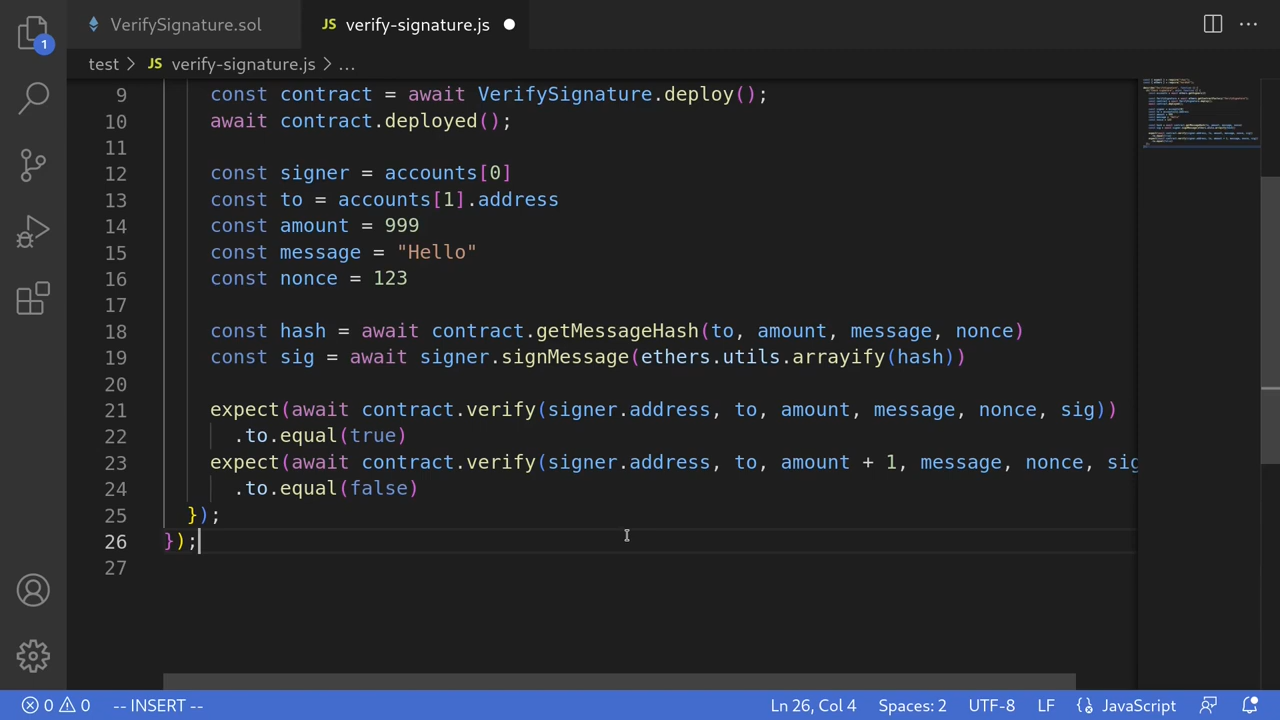 VerifySignature.sol
JS verify-signature.js
1
test > JS verify-signature.js > ...
9 const contract = await VerifySignature.deploy();
10 await contract.deployed();
11
12 const signer = accounts[0]
13 const to = accounts[1].address
14 const amount = 999
15 const message = "Hello"
16 const nonce = 123
17
18 const hash = await contract.getMessageHash(to, amount, message, nonce)
19 const sig = await signer.signMessage(ethers.utils.arrayify(hash))
20
21 expect(await contract.verify(signer.address, to, amount, message, nonce, sig))
22 .to.equal(true)
23 expect(await contract.verify(signer.address, to, amount + 1, message, nonce, sig
24 .to.equal(false)
25 });
26 });
27
0 0 -- INSERT -- Ln 26, Col 4 Spaces: 2 UTF-8 LF {} JavaScript